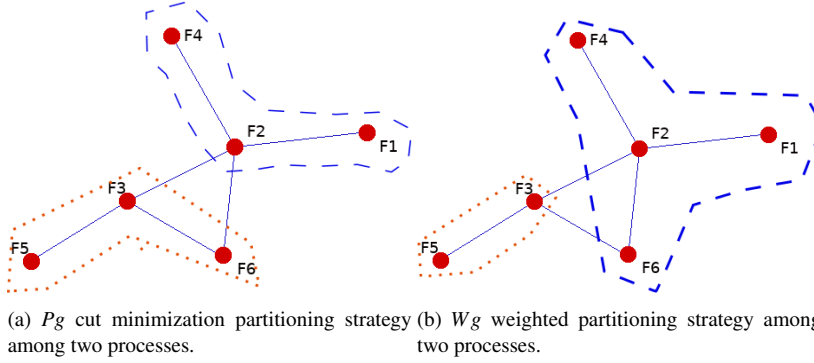 F4
F2
F1
F3
F5
F6
F4
F2
F1
F3
F5
F6
(a) Pg cut minimization partitioning strategy
among two processes.
(b) Wg weighted partitioning strategy among
two processes.